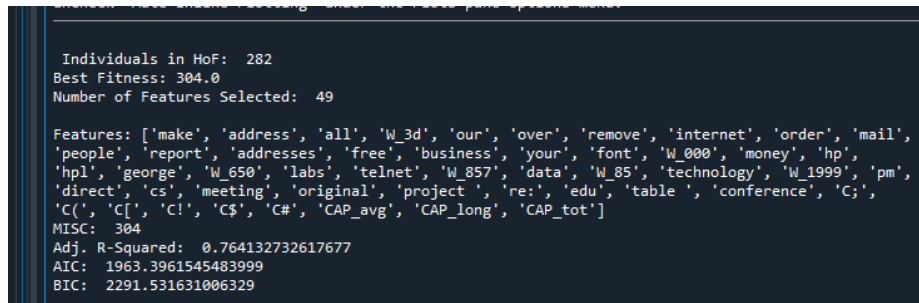 Individuals in HoF:  282
Best Fitness: 304.0
Number of Features Selected:  49
Features: ['make', 'address', 'all', 'W_3d', 'our', 'over', 'remove', 'internet', 'order', 'mail',
'people', 'report', 'addresses', 'free', 'business', 'your', 'font', 'W_000', 'money', 'hp',
'hpl', 'george', 'W_650', 'labs', 'telnet', 'W_857', 'data', 'W_85', 'technology', 'W_1999', 'pm',
'direct', 'cs', 'meeting', 'original', 'project ', 're:', 'edu', 'table ', 'conference', 'C;',
'C(', 'C[', 'C!', 'C$', 'C#', 'CAP_avg', 'CAP_long', 'CAP_tot']
MISC:  304
Adj. R-Squared:  0.764132732617677
AIC:  1963.3961545483999
BIC:  2291.531631006329